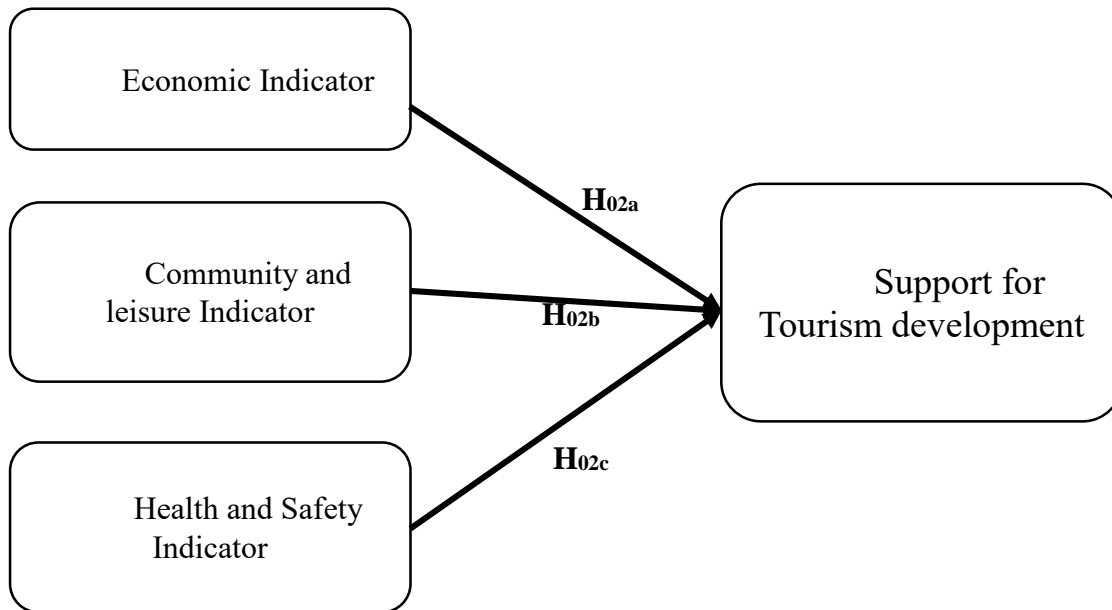 Economic Indicator
H02a
Community and
leisure Indicator
H02b
Support for
Tourism development
H02c
Health and Safety
Indicator